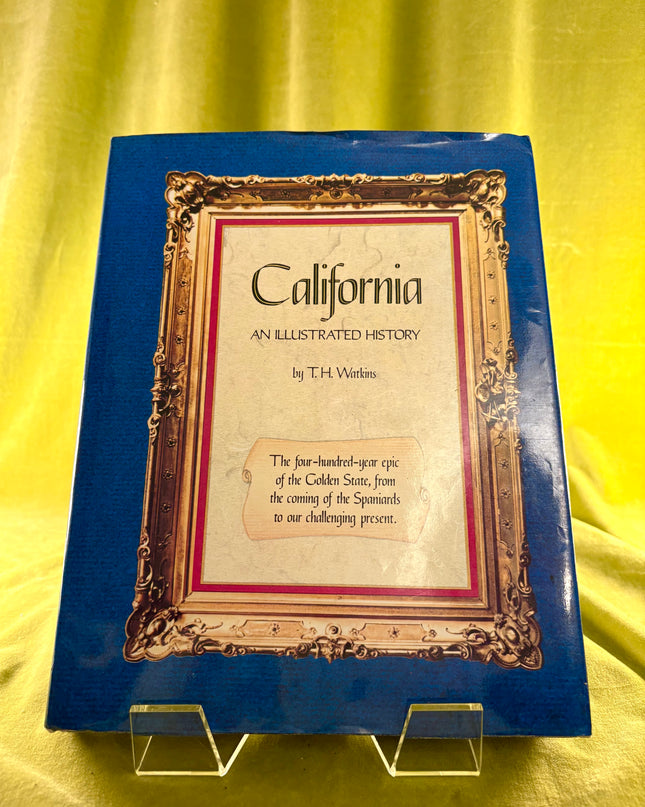 California
AN ILLUSTRATED HISTORY
by T. H. Watkins
The four-hundred-year epic
of the Golden State, from
the coming of the Spaniards
to our challenging present.